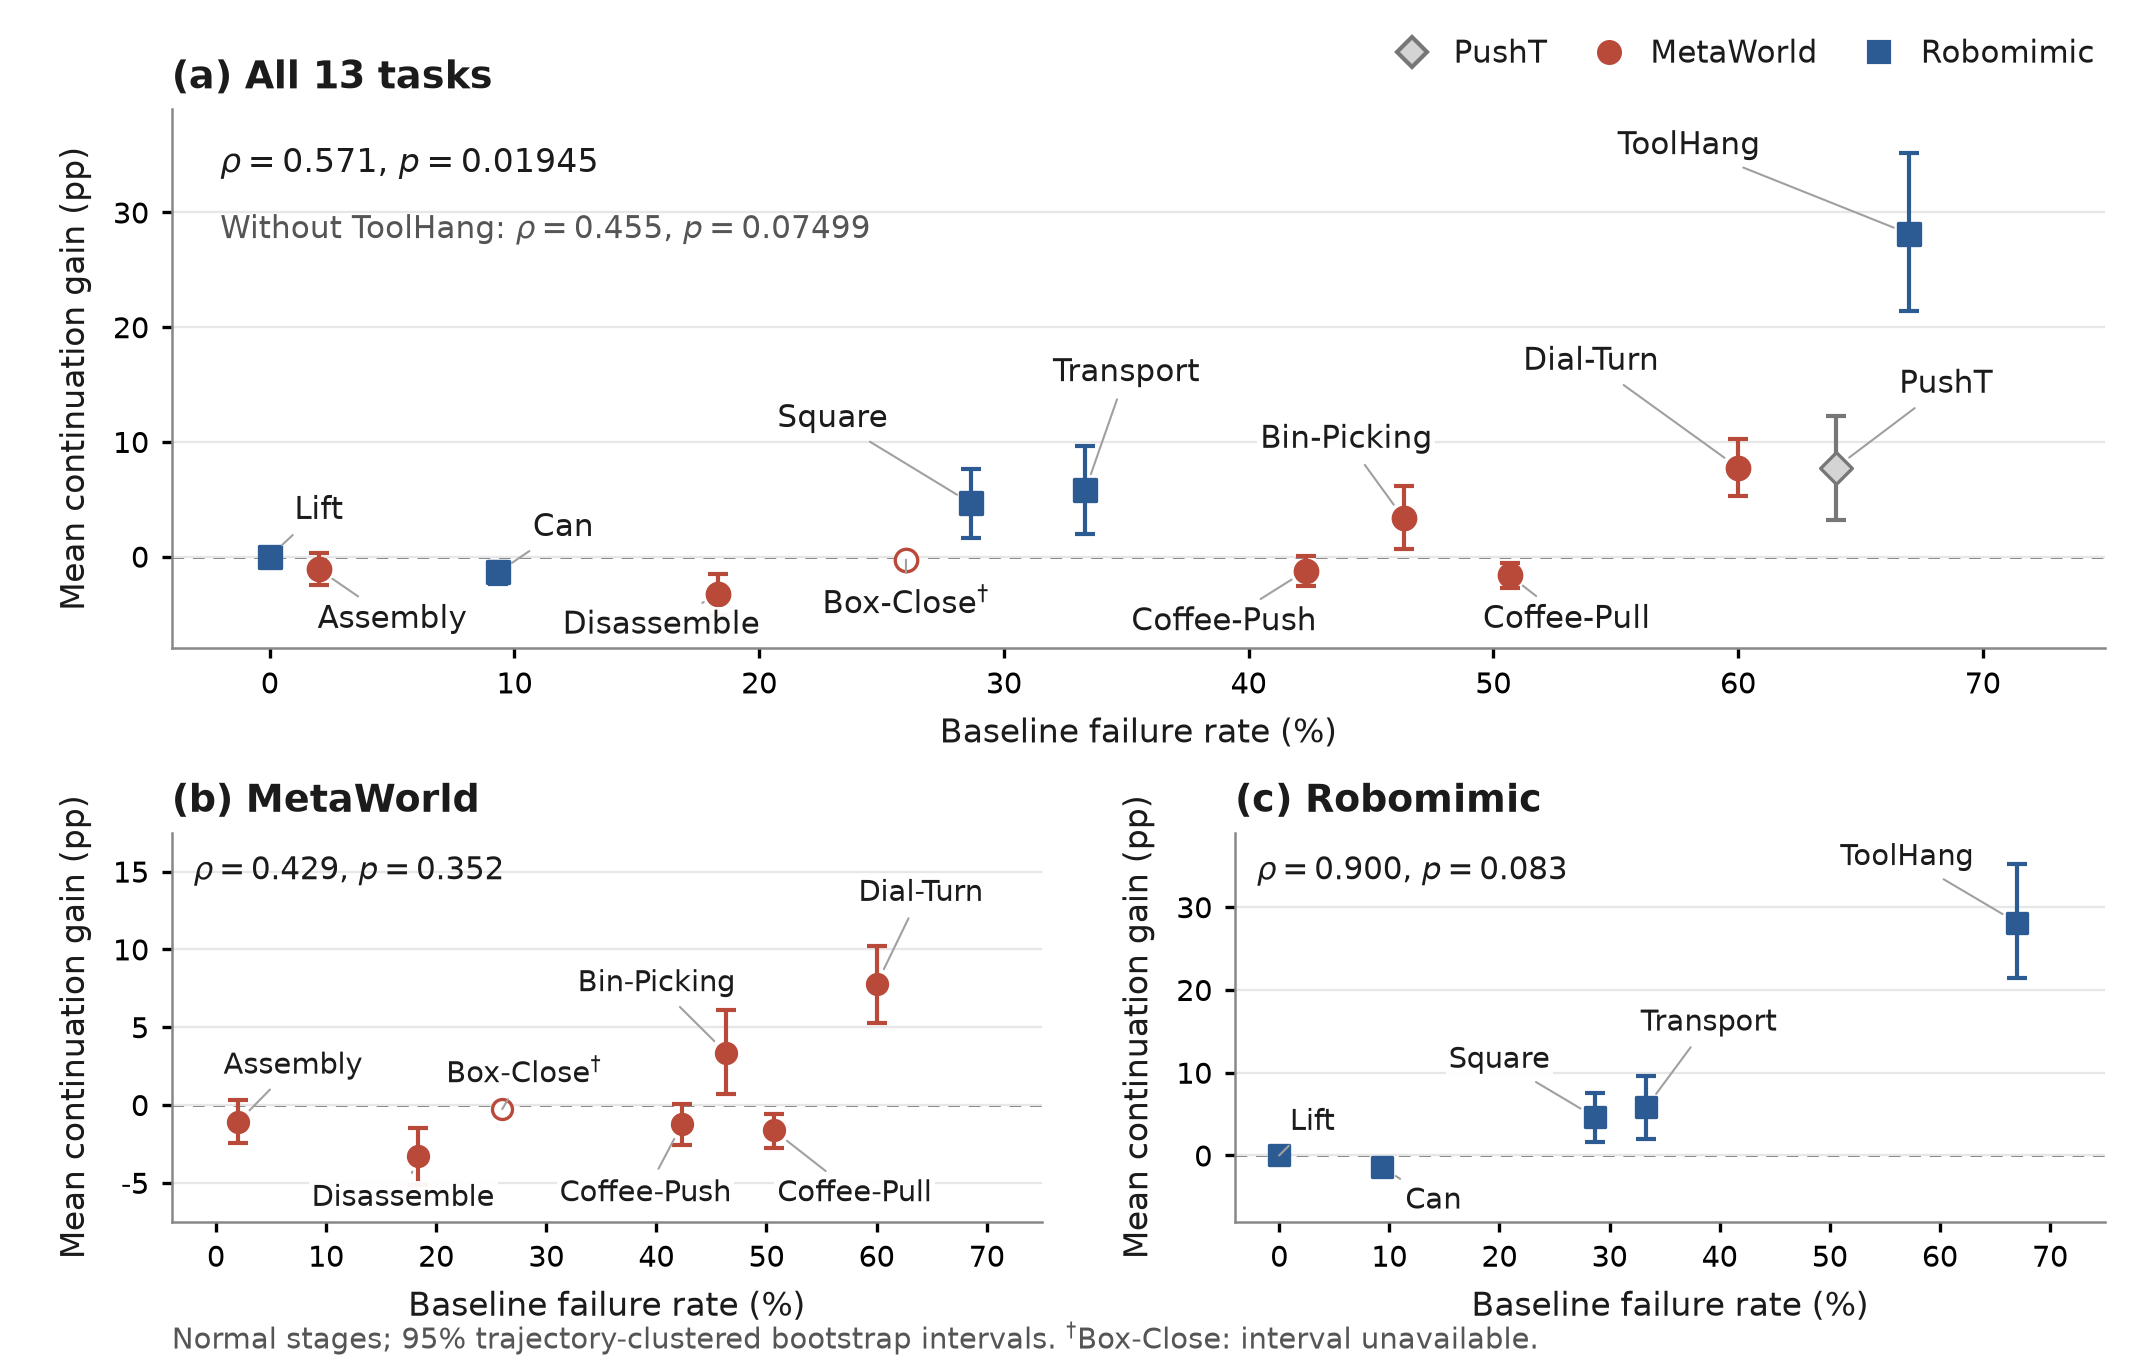 PushT MetaWorld Robomimic
(a) All 13 tasks
Mean continuation gain (pp)
ρ = 0.571, p = 0.01945
Without ToolHang: ρ = 0.455, p = 0.07499
30
20
10
0
ToolHang
Dial-Turn
PushT
Transport
Square
Bin-Picking
Lift
Can
Assembly
Disassemble
Box-Close†
Coffee-Push
Coffee-Pull
0 10 20 30 40 50 60 70
Baseline failure rate (%)
(b) MetaWorld
Mean continuation gain (pp)
ρ = 0.429, p = 0.352
15
10
5
0
-5
Dial-Turn
Bin-Picking
Assembly
Box-Close†
Disassemble
Coffee-Push
Coffee-Pull
0 10 20 30 40 50 60 70
Baseline failure rate (%)
(c) Robomimic
Mean continuation gain (pp)
ρ = 0.900, p = 0.083
30
20
10
0
ToolHang
Transport
Square
Lift
Can
0 10 20 30 40 50 60 70
Baseline failure rate (%)
Normal stages; 95% trajectory-clustered bootstrap intervals. †Box-Close: interval unavailable.